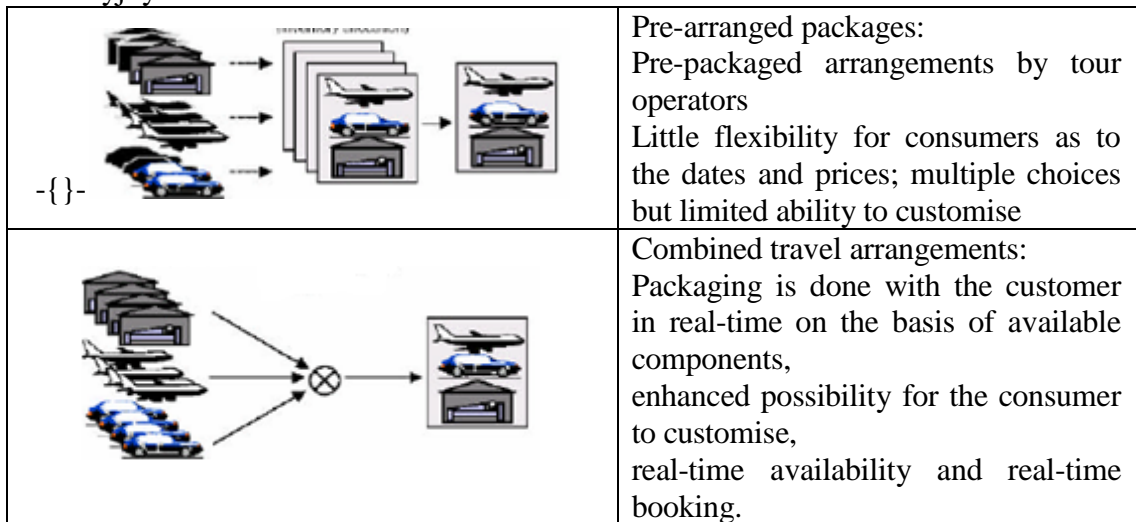 Pre-arranged packages:
Pre-packaged arrangements by tour
operators
Little flexibility for consumers as to
the dates and prices; multiple choices
but limited ability to customise
-{}-
Combined travel arrangements:
Packaging is done with the customer
in real-time on the basis of available
components,
enhanced possibility for the consumer
to customise,
real-time availability and real-time
booking.